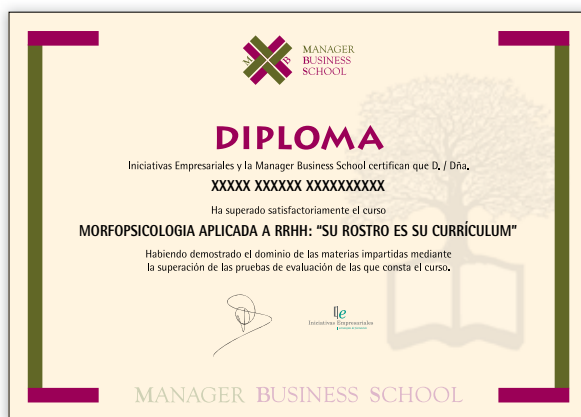 M B
MANAGER
BUSINESS
SCHOOL
DIPLOMA
Iniciativas Empresariales y la Manager Business School certifican que D. / Dña.
XXXXX XXXXXX XXXXXXXXXX
Ha superado satisfactoriamente el curso
MORFOPSICOLOGIA APLICADA A RRHH: “SU ROSTRO ES SU CURRÍCULUM”
Habiendo demostrado el dominio de las materias impartidas mediante
la superación de las pruebas de evaluación de las que consta el curso.
Ie
Iniciativas Empresariales
MANAGER BUSINESS SCHOOL